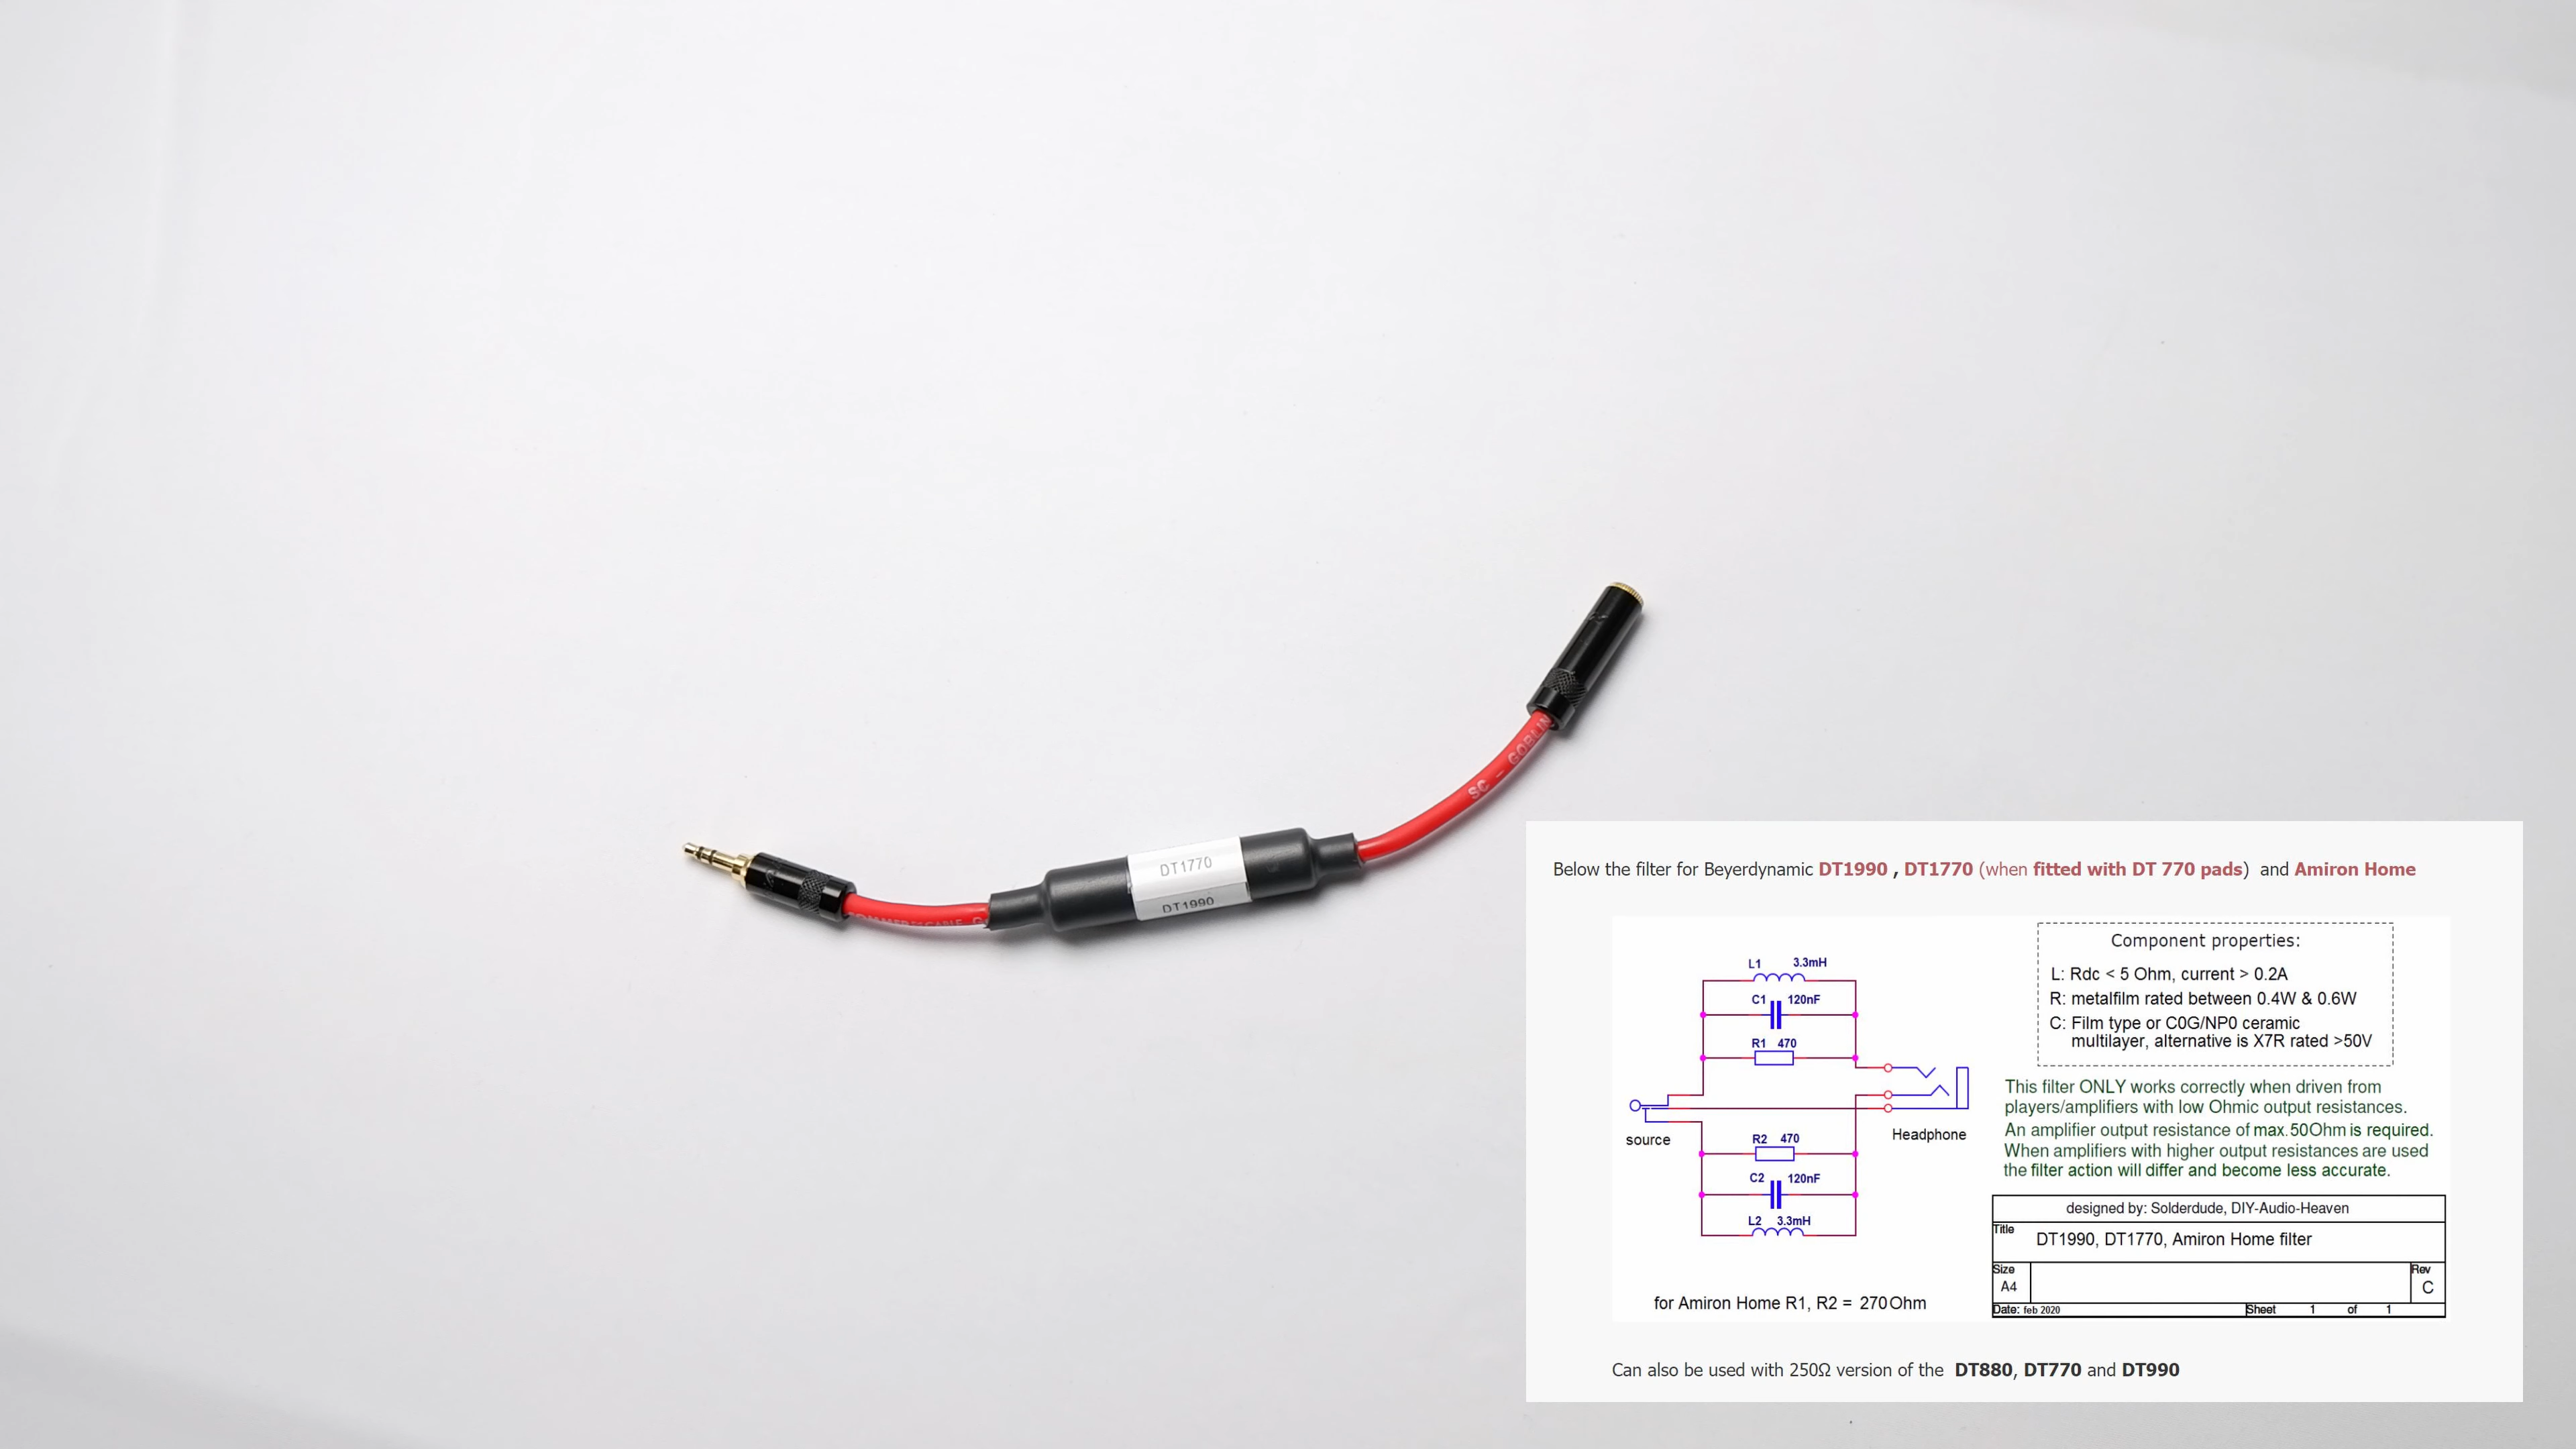 DT1770
DT1990
SC - GOBLIN
Below the filter for Beyerdynamic DT1990 , DT1770 (when fitted with DT 770 pads) and Amiron Home
L1 3.3mH
C1 120nF
R1 470
source
Headphone
R2 470
C2 120nF
L2 3.3mH
for Amiron Home R1, R2 = 270 Ohm
Component properties:
L: Rdc < 5 Ohm, current > 0.2A
R: metalfilm rated between 0.4W & 0.6W
C: Film type or C0G/NP0 ceramic
multilayer, alternative is X7R rated >50V
This filter ONLY works correctly when driven from
players/amplifiers with low Ohmic output resistances.
An amplifier output resistance of max. 50 Ohm is required.
When amplifiers with higher output resistances are used
the filter action will differ and become less accurate.
designed by: Solderdude, DIY-Audio-Heaven
Title
DT1990, DT1770, Amiron Home filter
Size
A4
Rev
C
Date: feb 2020
Sheet 1 of 1
Can also be used with 250Ω version of the DT880, DT770 and DT990